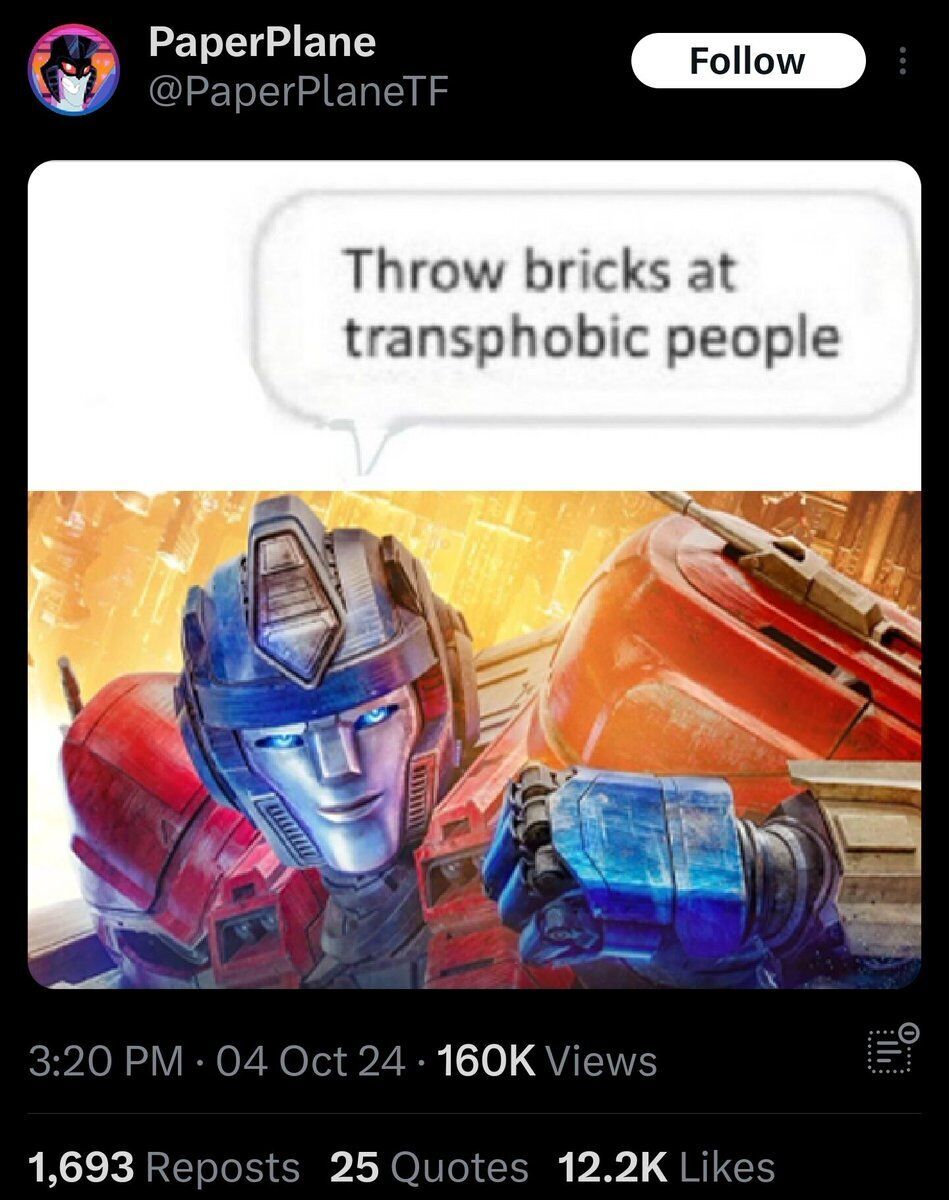 PaperPlane
@PaperPlaneTF
Follow
Throw bricks at
transphobic people
3:20 PM · 04 Oct 24 · 160K Views
1,693 Reposts 25 Quotes 12.2K Likes